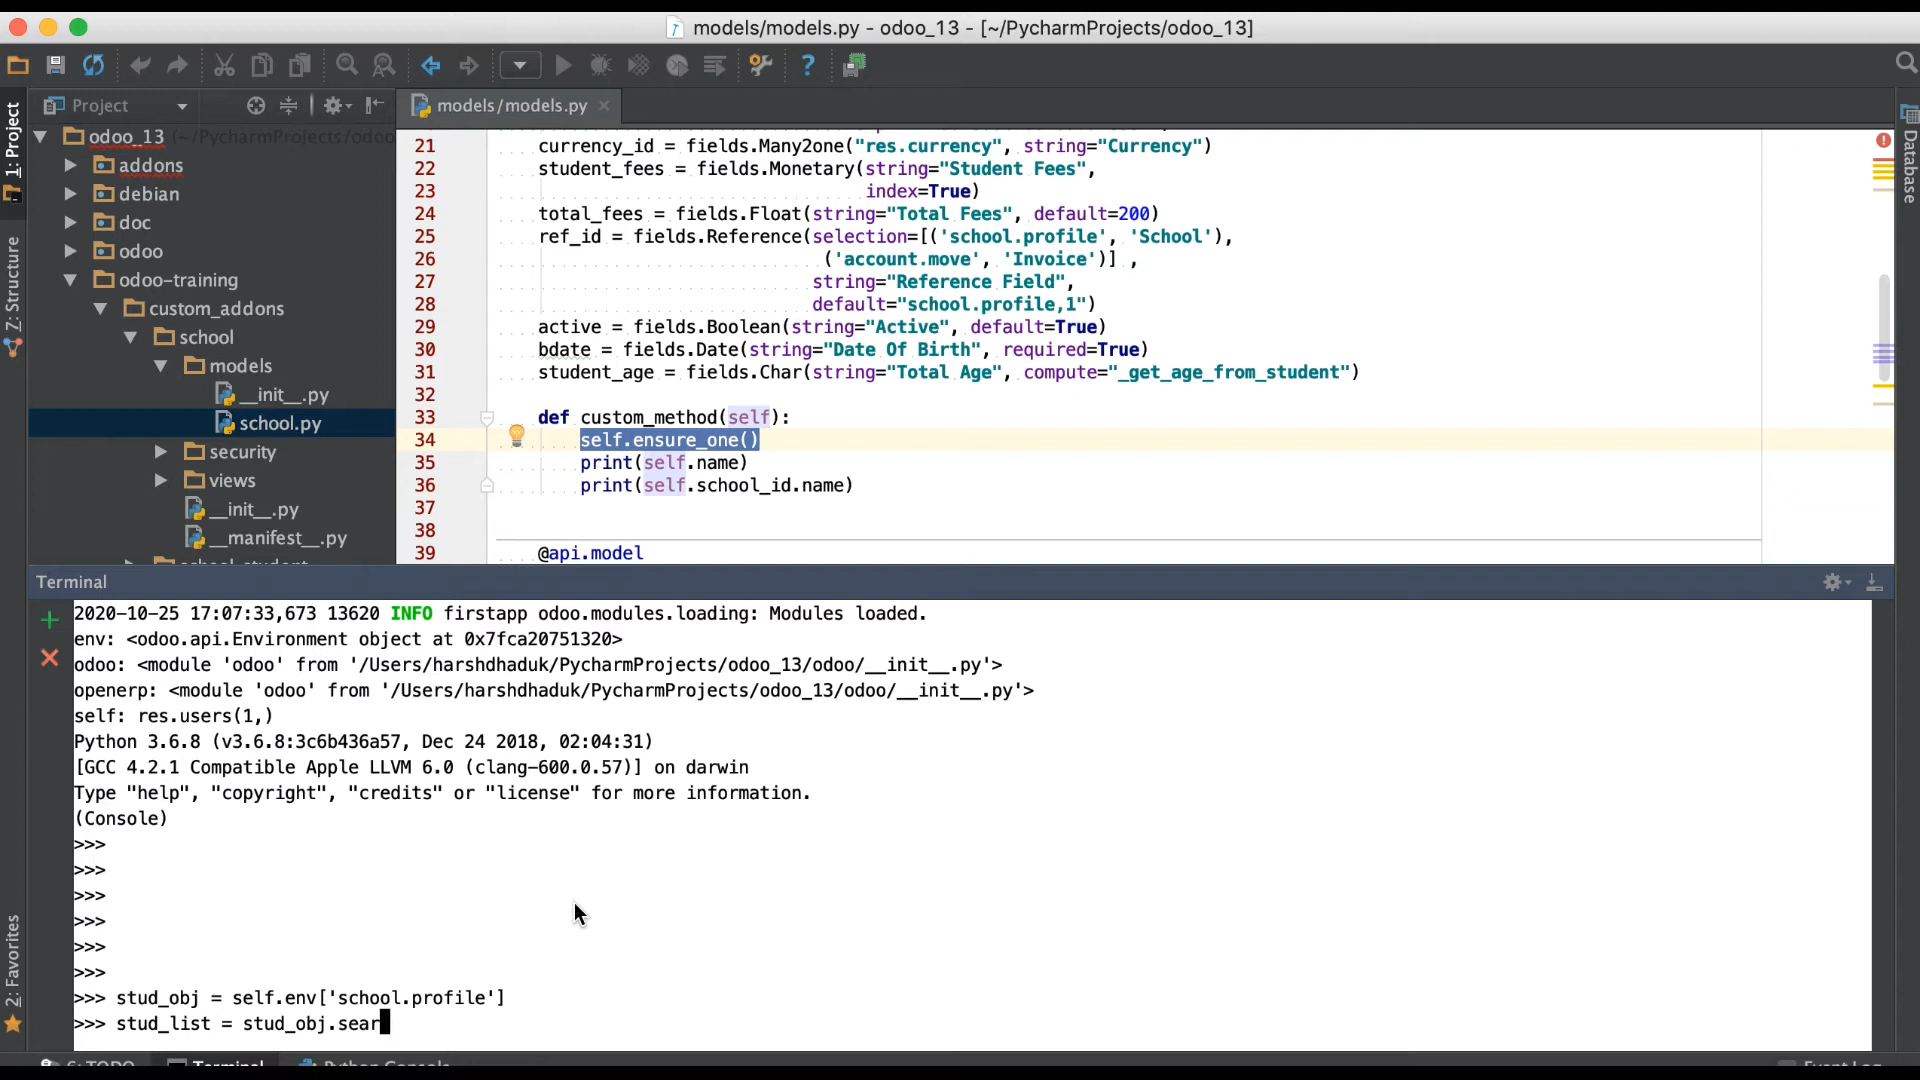 models/models.py - odoo_13 - [~/PycharmProjects/odoo_13]
Project
models/models.py
1: Project
7: Structure
2: Favorites
Database
odoo_13 (~/PycharmProjects/odoo
addons
debian
doc
odoo
odoo-training
custom_addons
school
models
__init__.py
school.py
security
views
__init__.py
__manifest__.py
21 currency_id = fields.Many2one("res.currency", string="Currency")
22 student_fees = fields.Monetary(string="Student Fees",
23 index=True)
24 total_fees = fields.Float(string="Total Fees", default=200)
25 ref_id = fields.Reference(selection=[('school.profile', 'School'),
26 ('account.move', 'Invoice')] ,
27 string="Reference Field",
28 default="school.profile,1")
29 active = fields.Boolean(string="Active", default=True)
30 bdate = fields.Date(string="Date Of Birth", required=True)
31 student_age = fields.Char(string="Total Age", compute="_get_age_from_student")
32
33 def custom_method(self):
34 self.ensure_one()
35 print(self.name)
36 print(self.school_id.name)
37
38
39 @api.model
Terminal
2020-10-25 17:07:33,673 13620 INFO firstapp odoo.modules.loading: Modules loaded.
env: <odoo.api.Environment object at 0x7fca20751320>
odoo: <module 'odoo' from '/Users/harshdhaduk/PycharmProjects/odoo_13/odoo/__init__.py'>
openerp: <module 'odoo' from '/Users/harshdhaduk/PycharmProjects/odoo_13/odoo/__init__.py'>
self: res.users(1,)
Python 3.6.8 (v3.6.8:3c6b436a57, Dec 24 2018, 02:04:31)
[GCC 4.2.1 Compatible Apple LLVM 6.0 (clang-600.0.57)] on darwin
Type "help", "copyright", "credits" or "license" for more information.
(Console)
>>>
>>>
>>>
>>>
>>>
>>>
>>> stud_obj = self.env['school.profile']
>>> stud_list = stud_obj.sear
6: TODO
Terminal
Python Console
Event Log